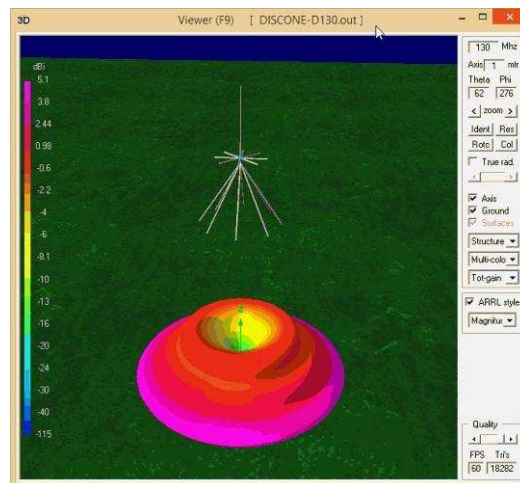 3D Viewer (F9) [ DISCONE-D130.out ]
dBi
5,1
3.8
2.44
0.98
-0.6
-2.2
-4
-6
-8.1
-10
-13
-16
-20
-24
-30
-40
-115
130 Mhz
Axis 1 mtr
Theta Phi
62 276
< zoom >
Ident Res
Rotc Col
True rad.
Axis
Ground
Surfaces
Structure
Multi-colo
Tot-gain
ARRL style
Magnitu
Quality
FPS Tri's
60 18282